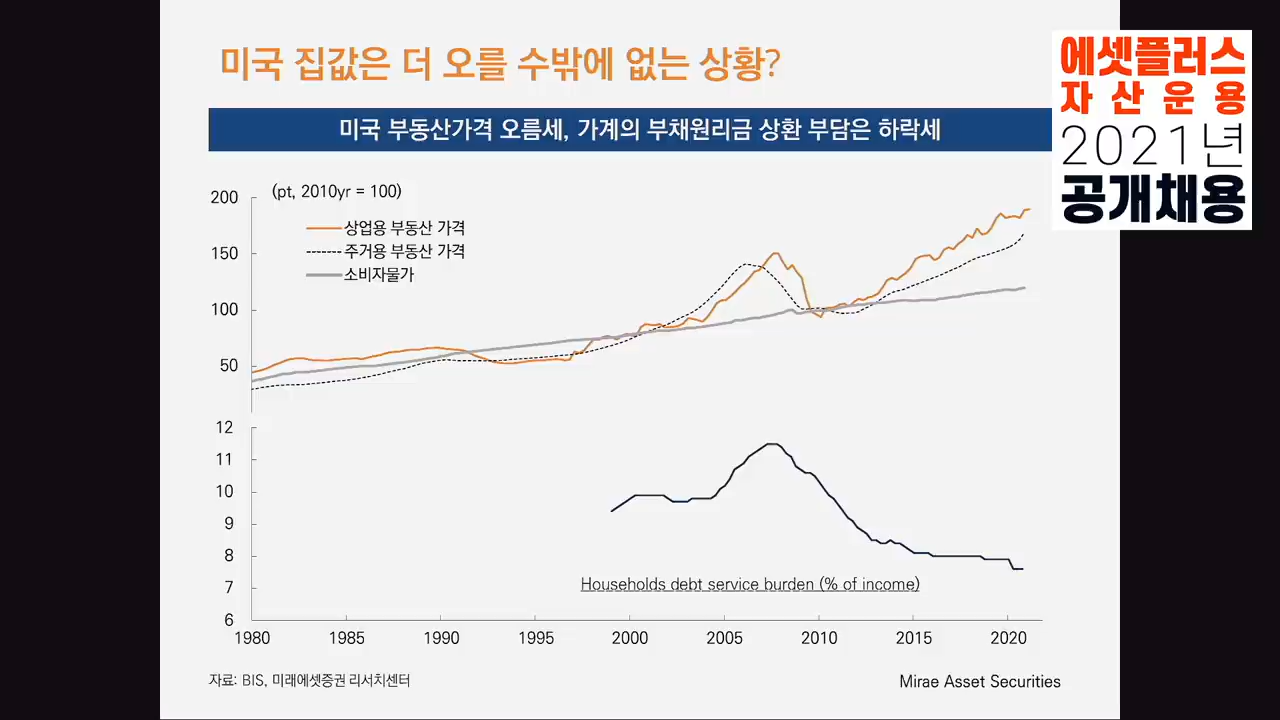 미국 집값은 더 오를 수밖에 없는 상황?
에셋플러스
자산운용
2021년
공개채용
미국 부동산가격 오름세, 가계의 부채원리금 상환 부담은 하락세
(pt, 2010yr = 100)
200
150
100
50
상업용 부동산 가격
주거용 부동산 가격
소비자물가
12
11
10
9
8
7
6
Households debt service burden (% of income)
1980 1985 1990 1995 2000 2005 2010 2015 2020
자료: BIS, 미래에셋증권 리서치센터
Mirae Asset Securities